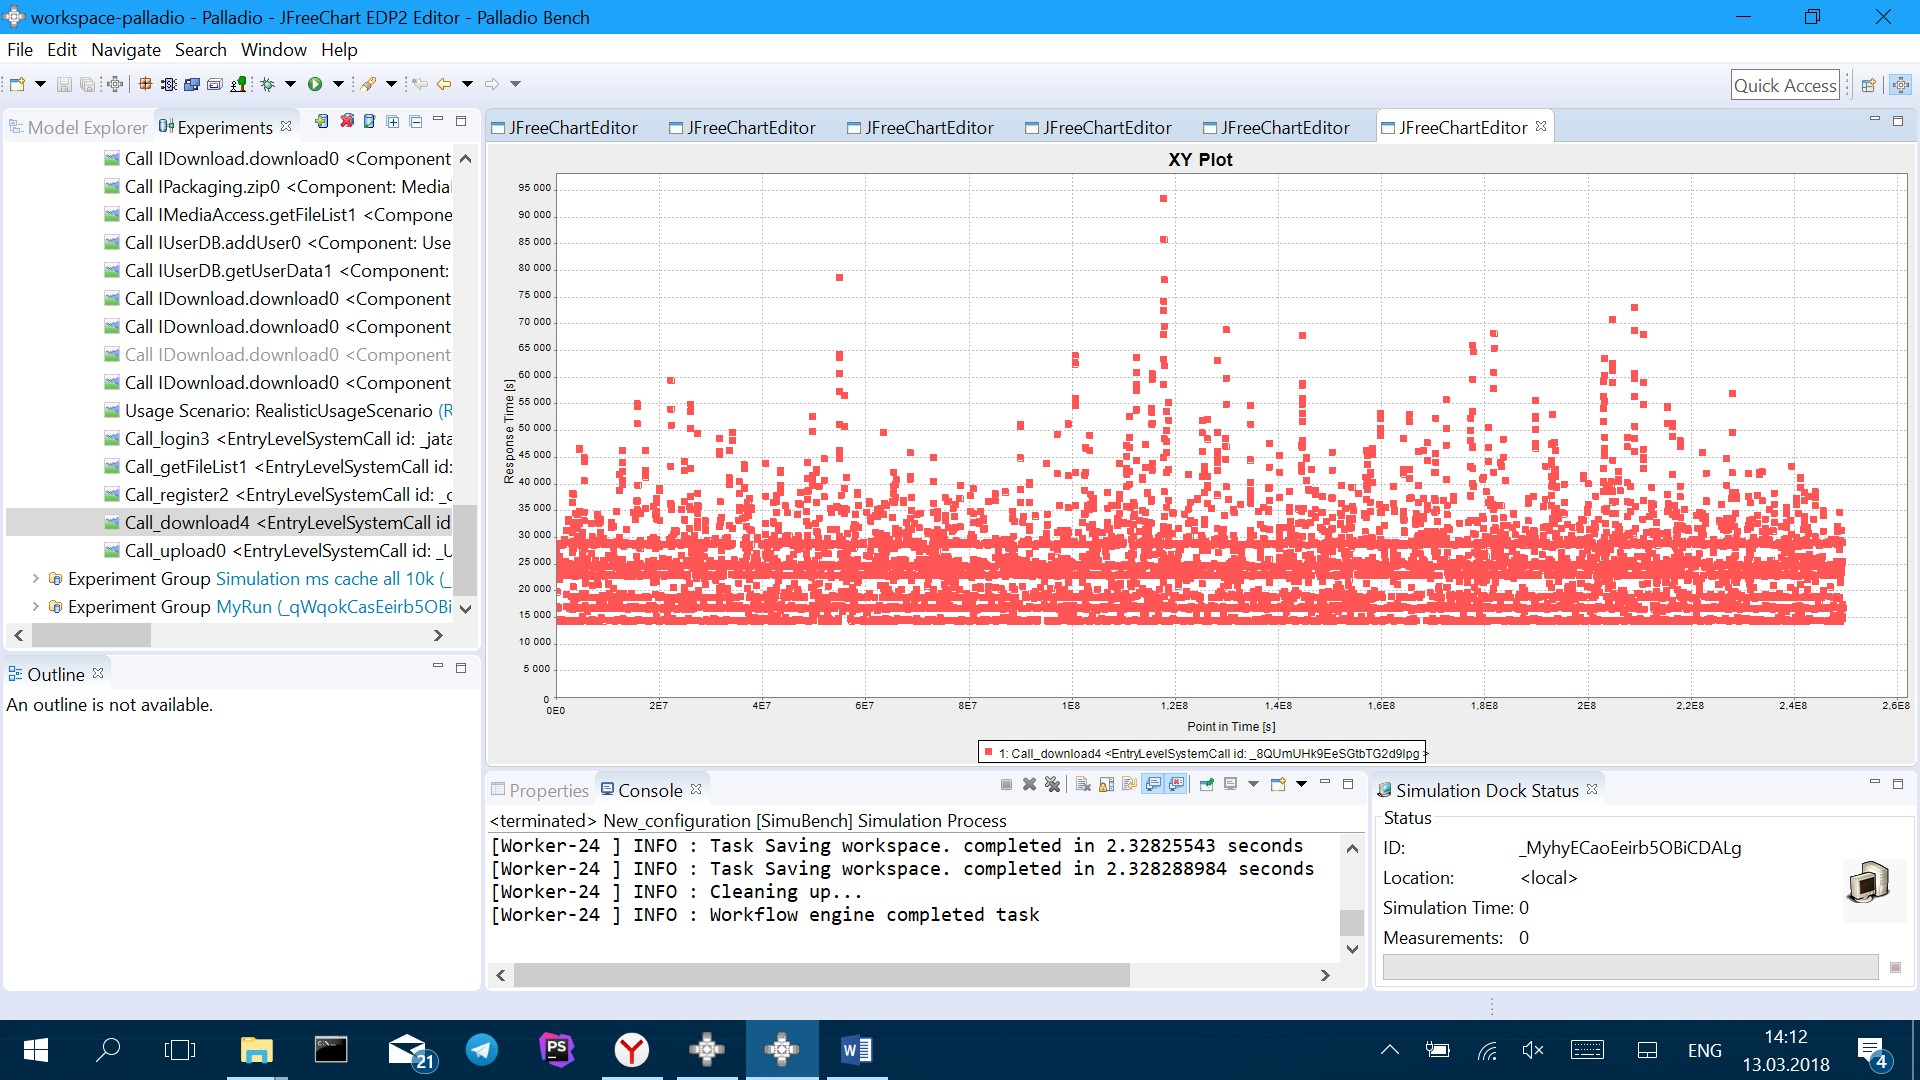 workspace-palladio - Palladio - JFreeChart EDP2 Editor - Palladio Bench
File Edit Navigate Search Window Help
Quick Access
Model Explorer
Experiments
Call IDownload.download0 <Component
Call IPackaging.zip0 <Component: Media
Call IMediaAccess.getFileList1 <Compone
Call IUserDB.addUser0 <Component: Use
Call IUserDB.getUserData1 <Component:
Call IDownload.download0 <Component
Call IDownload.download0 <Component
Call IDownload.download0 <Component
Call IDownload.download0 <Component
Usage Scenario: RealisticUsageScenario (R
Call_login3 <EntryLevelSystemCall id: _jata
Call_getFileList1 <EntryLevelSystemCall id:
Call_register2 <EntryLevelSystemCall id: _c
Call_download4 <EntryLevelSystemCall id
Call_upload0 <EntryLevelSystemCall id: _U
Experiment Group Simulation ms cache all 10k (_
Experiment Group MyRun (_qWqokCasEeirb5OBi
Outline
An outline is not available.
JFreeChartEditor JFreeChartEditor JFreeChartEditor JFreeChartEditor JFreeChartEditor JFreeChartEditor
XY Plot
Response Time [s]
95 000
90 000
85 000
80 000
75 000
70 000
65 000
60 000
55 000
50 000
45 000
40 000
35 000
30 000
25 000
20 000
15 000
10 000
5 000
0
0E0 2E7 4E7 6E7 8E7 1E8 1,2E8 1,4E8 1,6E8 1,8E8 2E8 2,2E8 2,4E8 2,6E8
Point in Time [s]
1: Call_download4 <EntryLevelSystemCall id: _8QUmUHk9EeSGtbTG2d9Ipg >
Properties
Console
<terminated> New_configuration [SimuBench] Simulation Process
[Worker-24 ] INFO : Task Saving workspace. completed in 2.32825543 seconds
[Worker-24 ] INFO : Task Saving workspace. completed in 2.328288984 seconds
[Worker-24 ] INFO : Cleaning up...
[Worker-24 ] INFO : Workflow engine completed task
Simulation Dock Status
Status
ID: _MyhyECaoEeirb5OBiCDALg
Location: <local>
Simulation Time: 0
Measurements: 0
21
PS
ENG
14:12
13.03.2018
4